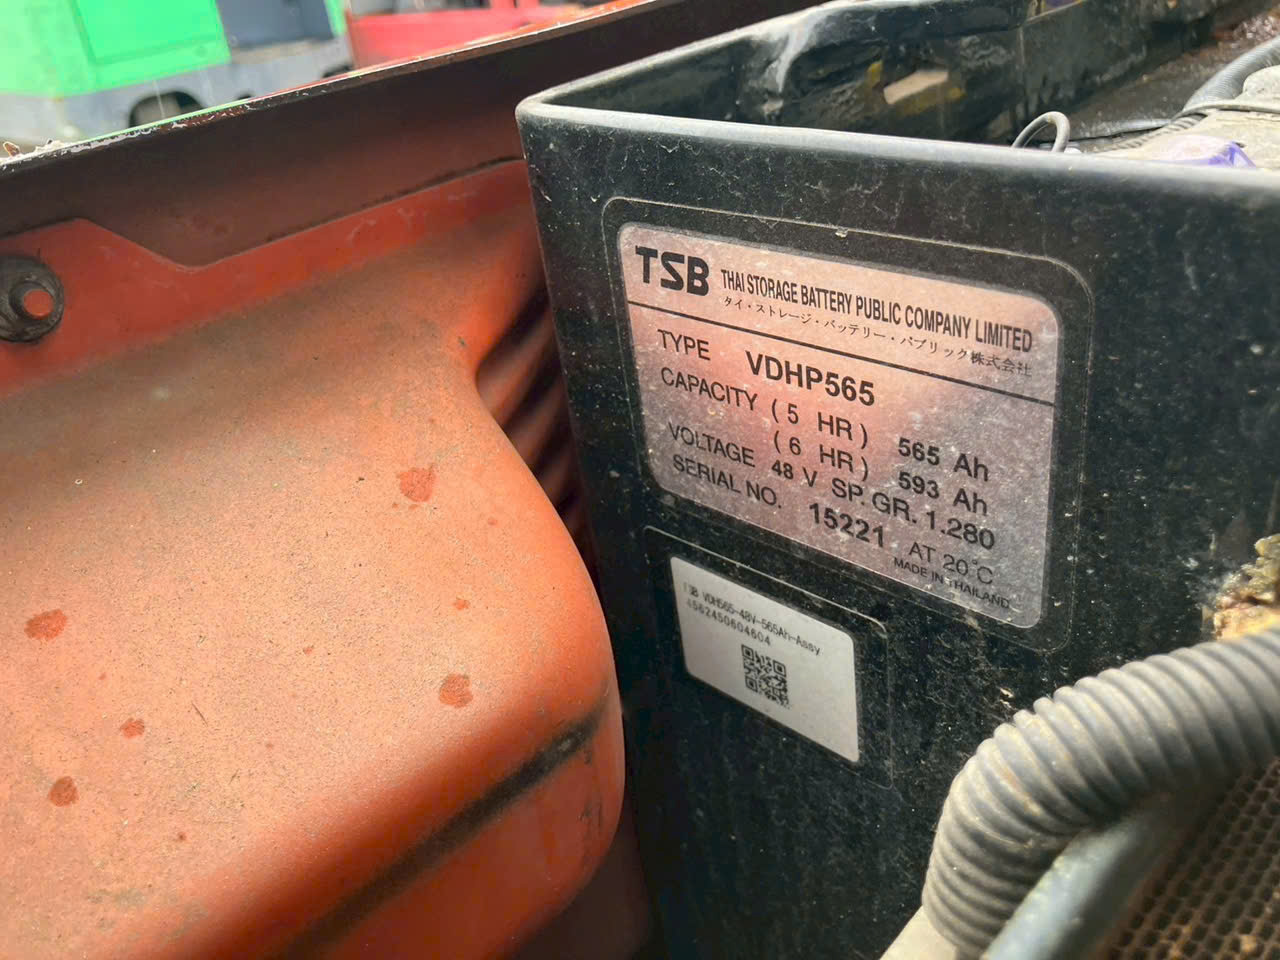 TSB THAI STORAGE BATTERY PUBLIC COMPANY LIMITED
タイ・ストレージ・バッテリー・パブリック株式会社
TYPE VDHP565
CAPACITY (5 HR) 565 Ah
(6 HR) 593 Ah
VOLTAGE 48 V SP.GR. 1.280
SERIAL NO. 15221 AT 20°C
MADE IN THAILAND
TSB VDH565-48V-565Ah-Assy
4562450604604